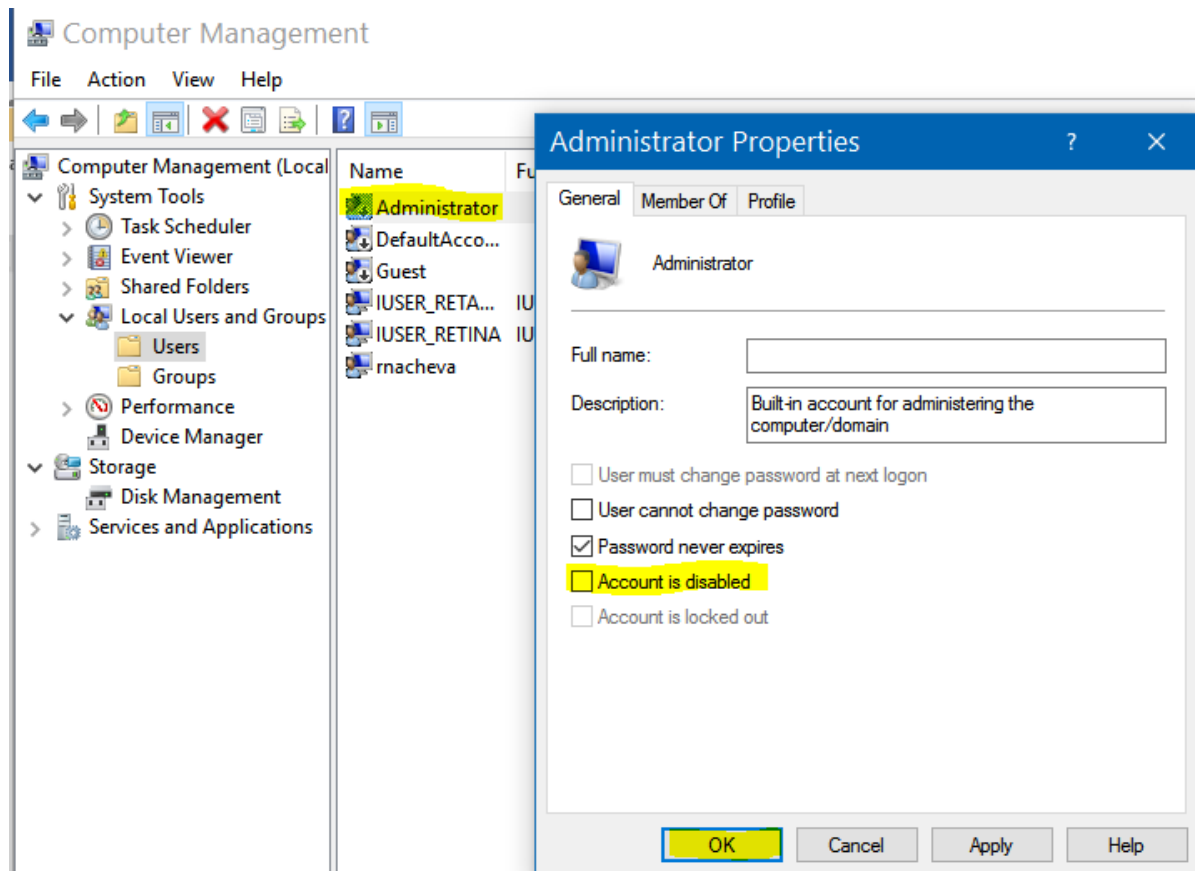 Computer Management
File Action View Help
Computer Management (Local
System Tools
Task Scheduler
Event Viewer
Shared Folders
Local Users and Groups
Users
Groups
Performance
Device Manager
Storage
Disk Management
Services and Applications
Name Fu
Administrator
DefaultAcco...
Guest
IUSER_RETA... IU
IUSER_RETINA IU
rnacheva
Administrator Properties
General Member Of Profile
Administrator
Full name:
Description: Built-in account for administering the
computer/domain
User must change password at next logon
User cannot change password
Password never expires
Account is disabled
Account is locked out
OK Cancel Apply Help